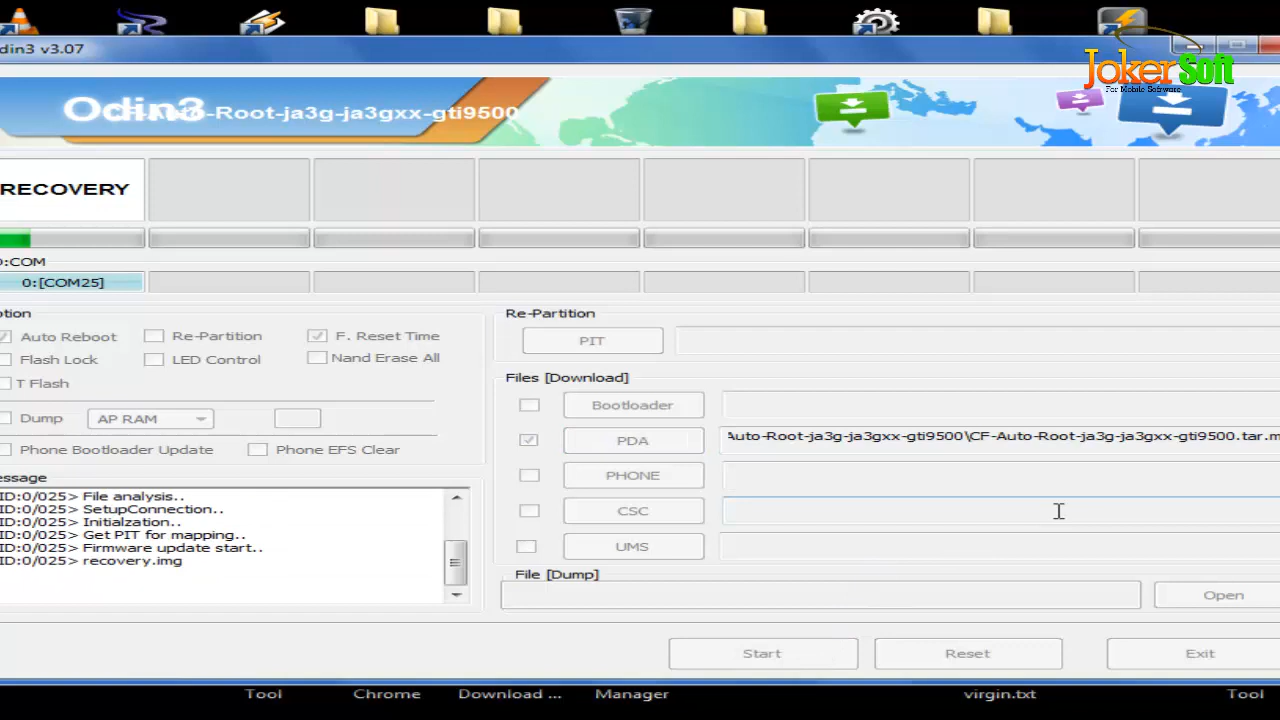 din3 v3.07
JokerSoft
For Mobile Software
Odin3
-Root-ja3g-ja3gxx-gti9500
RECOVERY
0:COM
0:[COM25]
otion
Auto Reboot
Re-Partition
F. Reset Time
Flash Lock
LED Control
Nand Erase All
T Flash
Dump
AP RAM
Phone Bootloader Update
Phone EFS Clear
essage
ID:0/025> File analysis..
ID:0/025> SetupConnection..
ID:0/025> Initialzation..
ID:0/025> Get PIT for mapping..
ID:0/025> Firmware update start..
ID:0/025> recovery.img
Re-Partition
PIT
Files [Download]
Bootloader
PDA
Auto-Root-ja3g-ja3gxx-gti9500\CF-Auto-Root-ja3g-ja3gxx-gti9500.tar.m
PHONE
CSC
UMS
File [Dump]
Open
Start
Reset
Exit
Tool
Chrome
Download ...
Manager
virgin.txt
Tool